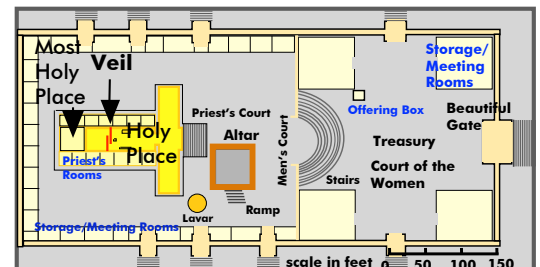 Most
Holy
Place
Veil
Holy
Place
Priest's
Rooms
Storage/Meeting Rooms
Priest's Court
Altar
Lavar
Ramp
Men's Court
Stairs
Offering Box
Storage/
Meeting
Rooms
Beautiful
Gate
Treasury
Court of the
Women
scale in feet 0 50 100 150